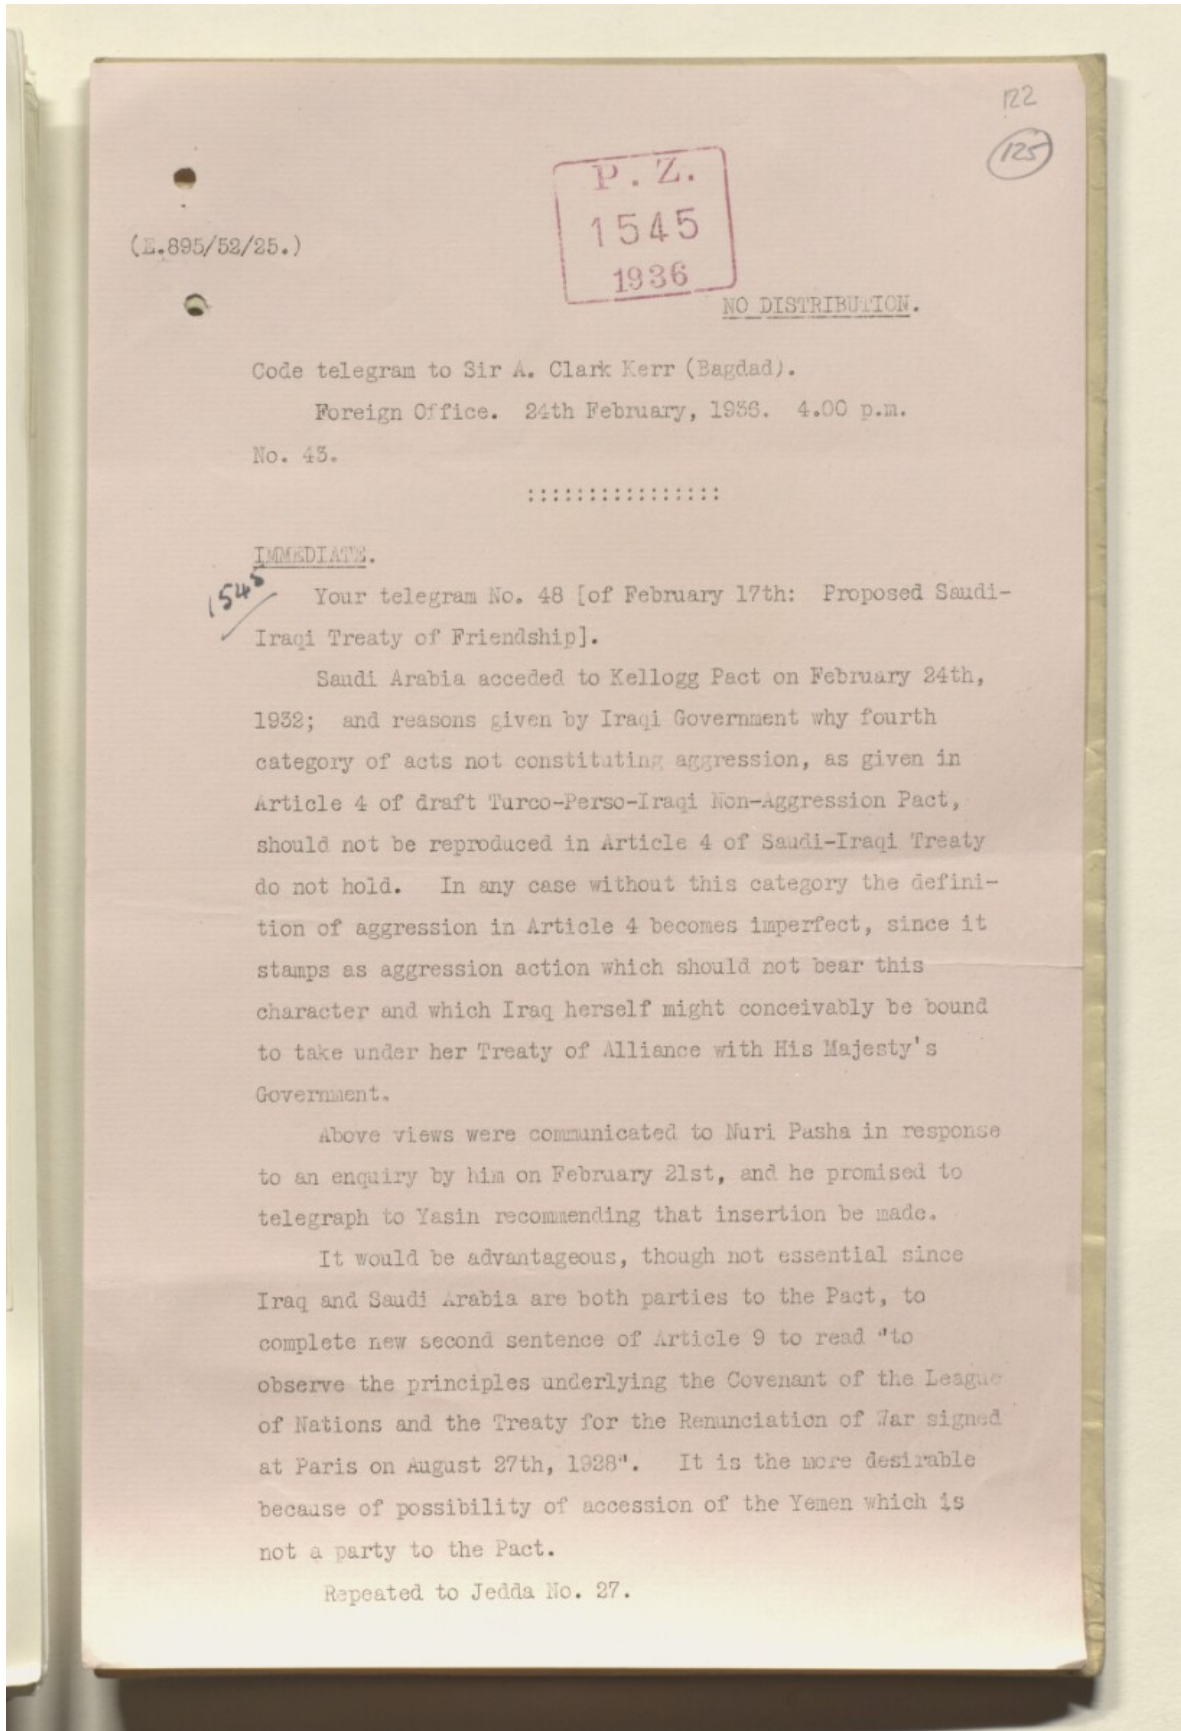 122
125
P. Z.
1545
1936
(E.895/52/25.)
NO DISTRIBUTION.
Code telegram to Sir A. Clark Kerr (Bagdad).
Foreign Office. 24th February, 1936. 4.00 p.m.
No. 43.
::::::::::::::::
IMMEDIATE.
1545
Your telegram No. 48 [of February 17th: Proposed Saudi-
Iraqi Treaty of Friendship].
Saudi Arabia acceded to Kellogg Pact on February 24th,
1932; and reasons given by Iraqi Government why fourth
category of acts not constituting aggression, as given in
Article 4 of draft Turco-Perso-Iraqi Non-Aggression Pact,
should not be reproduced in Article 4 of Saudi-Iraqi Treaty
do not hold. In any case without this category the defini-
tion of aggression in Article 4 becomes imperfect, since it
stamps as aggression action which should not bear this
character and which Iraq herself might conceivably be bound
to take under her Treaty of Alliance with His Majesty's
Government.
Above views were communicated to Nuri Pasha in response
to an enquiry by him on February 21st, and he promised to
telegraph to Yasin recommending that insertion be made.
It would be advantageous, though not essential since
Iraq and Saudi Arabia are both parties to the Pact, to
complete new second sentence of Article 9 to read "to
observe the principles underlying the Covenant of the League
of Nations and the Treaty for the Renunciation of War signed
at Paris on August 27th, 1928". It is the more desirable
because of possibility of accession of the Yemen which is
not a party to the Pact.
Repeated to Jedda No. 27.